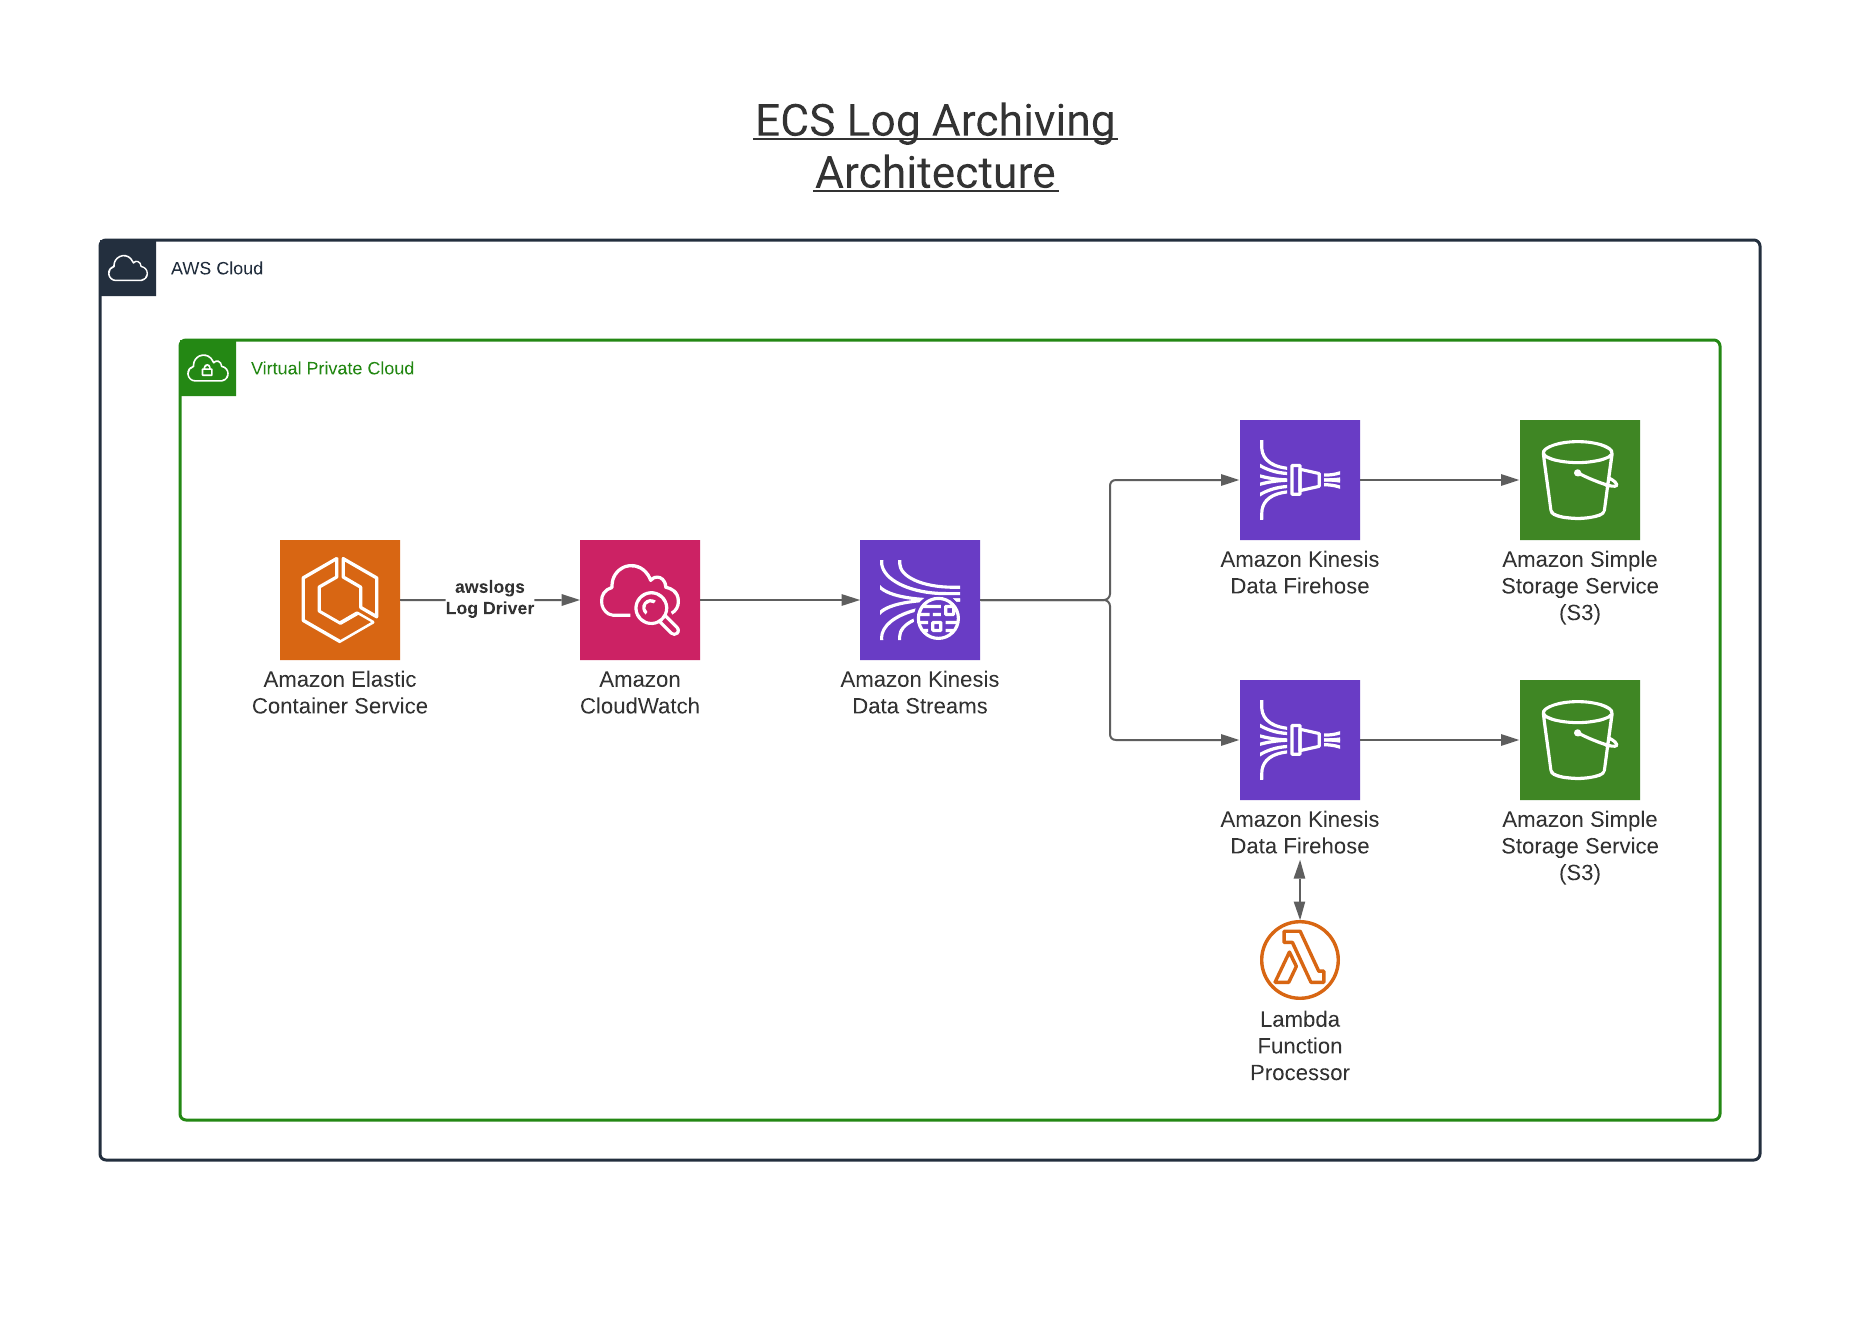 ECS Log Archiving
Architecture
AWS Cloud
Virtual Private Cloud
Amazon Elastic
Container Service
awslogs
Log Driver
Amazon
CloudWatch
Amazon Kinesis
Data Streams
Amazon Kinesis
Data Firehose
Amazon Simple
Storage Service
(S3)
Amazon Kinesis
Data Firehose
Amazon Simple
Storage Service
(S3)
Lambda
Function
Processor